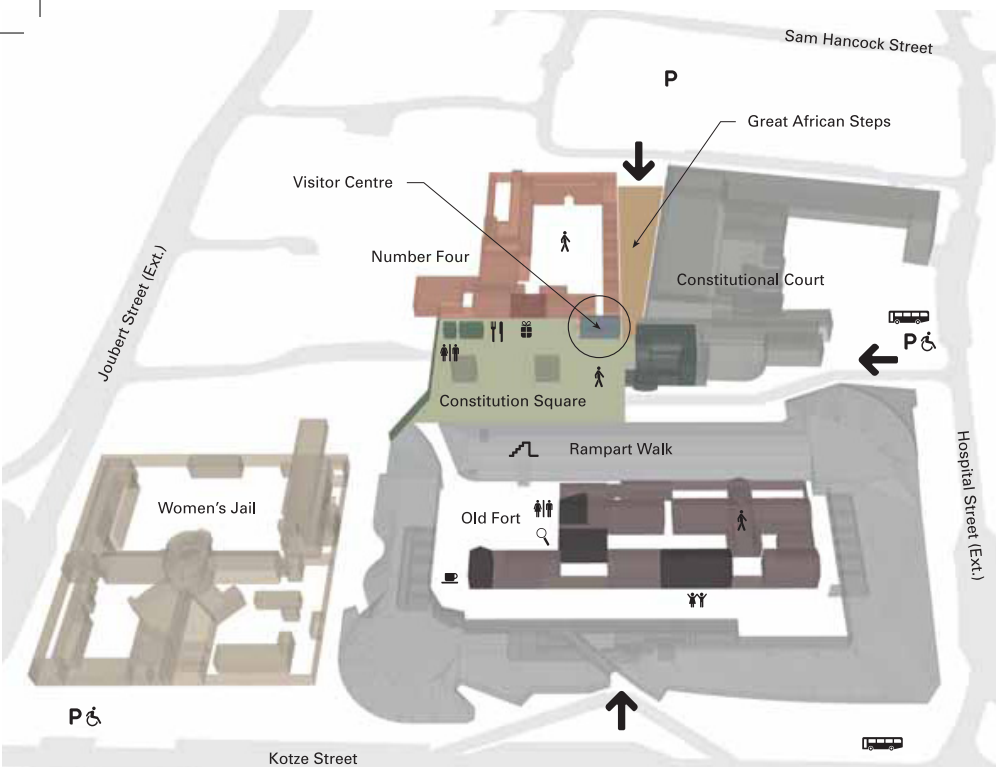 Sam Hancock Street
P
Great African Steps
Visitor Centre
Number Four
Constitutional Court
Joubert Street (Ext.)
P
Constitution Square
Rampart Walk
Hospital Street (Ext.)
Women's Jail
Old Fort
P
Kotze Street